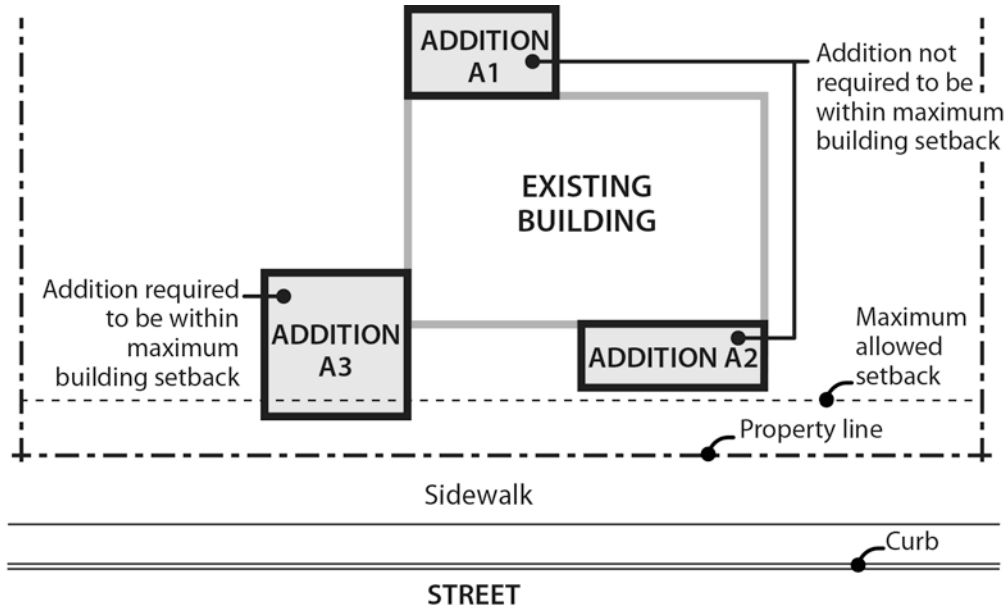 ADDITION
A1
Addition not
required to be
within maximum
building setback
EXISTING
BUILDING
Addition required
to be within
maximum
building setback
ADDITION
A3
ADDITION A2
Maximum
allowed
setback
Property line
Sidewalk
Curb
STREET